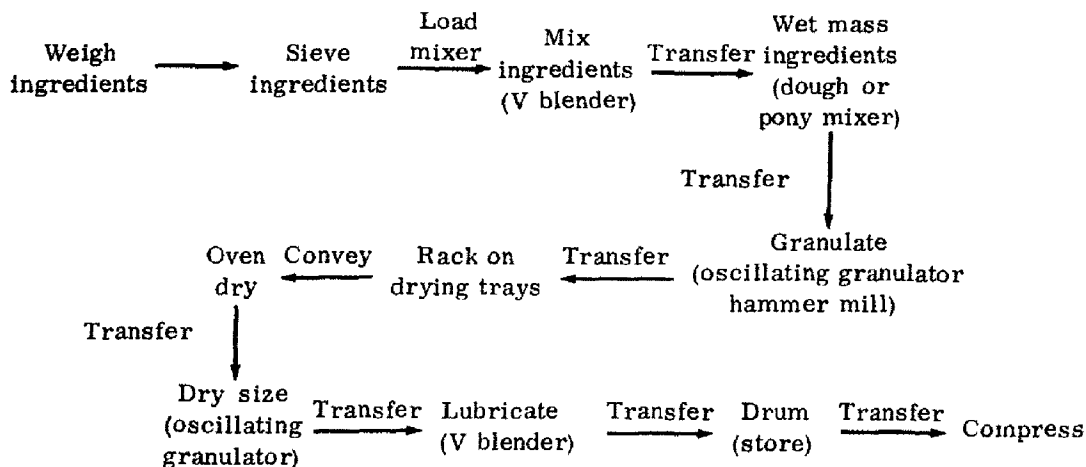 Weigh
ingredients
Sieve
ingredients
Load
mixer
Mix
ingredients
(V blender)
Transfer
Wet mass
ingredients
(dough or
pony mixer)
Transfer
Granulate
(oscillating granulator
hammer mill)
Transfer
Rack on
drying trays
Convey
Oven
dry
Transfer
Dry size
(oscillating
granulator)
Transfer
Lubricate
(V blender)
Transfer
Drum
(store)
Transfer
Compress